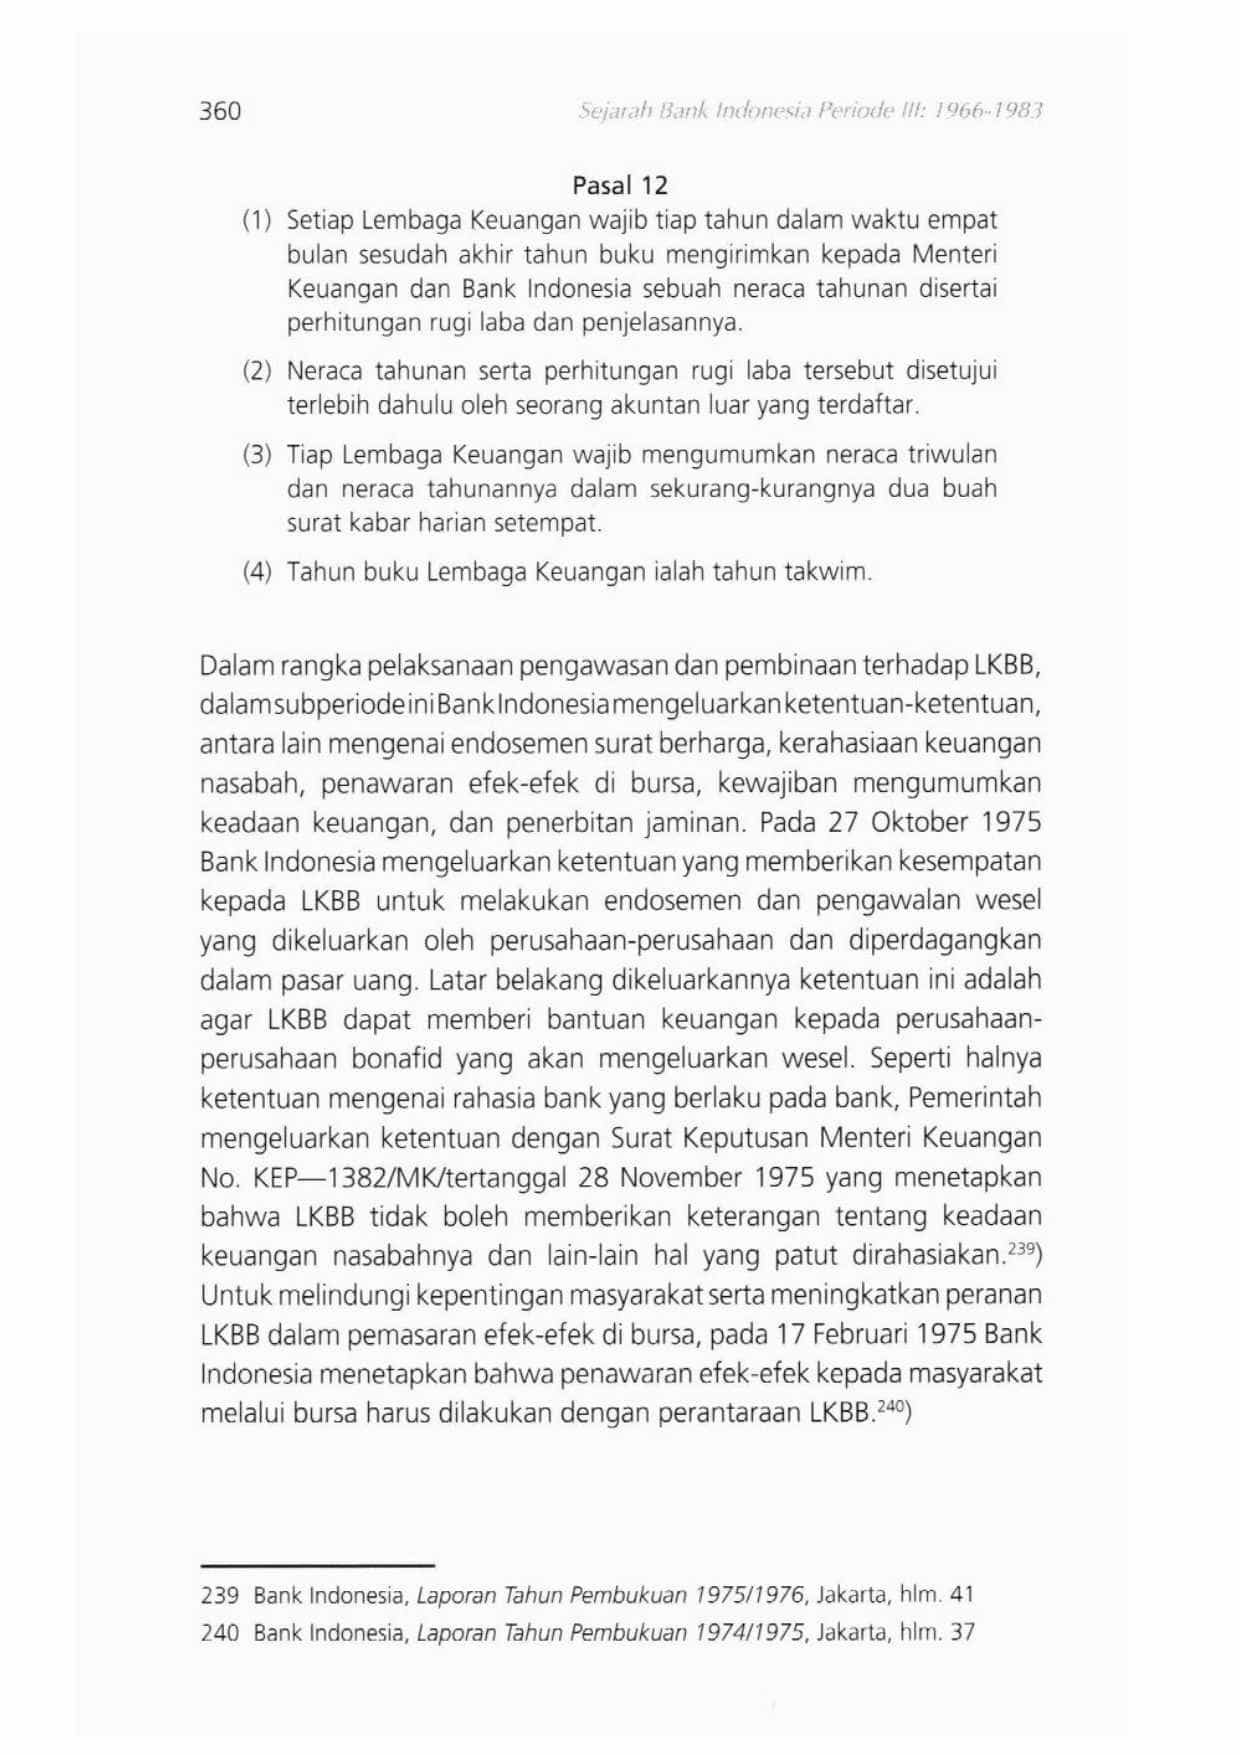 360
Sejarah Bank Indonesia Periode III: 1966-1983
Pasal 12
(1) Setiap Lembaga Keuangan wajib tiap tahun dalam waktu empat
bulan sesudah akhir tahun buku mengirimkan kepada Menteri
Keuangan dan Bank Indonesia sebuah neraca tahunan disertai
perhitungan rugi laba dan penjelasannya.
(2) Neraca tahunan serta perhitungan rugi laba tersebut disetujui
terlebih dahulu oleh seorang akuntan luar yang terdaftar.
(3) Tiap Lembaga Keuangan wajib mengumumkan neraca triwulan
dan neraca tahunannya dalam sekurang-kurangnya dua buah
surat kabar harian setempat.
(4) Tahun buku Lembaga Keuangan ialah tahun takwim.
Dalam rangka pelaksanaan pengawasan dan pembinaan terhadap LKBB,
dalam subperiode ini Bank Indonesia mengeluarkan ketentuan-ketentuan,
antara lain mengenai endosemen surat berharga, kerahasiaan keuangan
nasabah, penawaran efek-efek di bursa, kewajiban mengumumkan
keadaan keuangan, dan penerbitan jaminan. Pada 27 Oktober 1975
Bank Indonesia mengeluarkan ketentuan yang memberikan kesempatan
kepada LKBB untuk melakukan endosemen dan pengawalan wesel
yang dikeluarkan oleh perusahaan-perusahaan dan diperdagangkan
dalam pasar uang. Latar belakang dikeluarkannya ketentuan ini adalah
agar LKBB dapat memberi bantuan keuangan kepada perusahaan-
perusahaan bonafid yang akan mengeluarkan wesel. Seperti halnya
ketentuan mengenai rahasia bank yang berlaku pada bank, Pemerintah
mengeluarkan ketentuan dengan Surat Keputusan Menteri Keuangan
No. KEP—1382/MK/tertanggal 28 November 1975 yang menetapkan
bahwa LKBB tidak boleh memberikan keterangan tentang keadaan
keuangan nasabahnya dan lain-lain hal yang patut dirahasiakan.239)
Untuk melindungi kepentingan masyarakat serta meningkatkan peranan
LKBB dalam pemasaran efek-efek di bursa, pada 17 Februari 1975 Bank
Indonesia menetapkan bahwa penawaran efek-efek kepada masyarakat
melalui bursa harus dilakukan dengan perantaraan LKBB.240)
239 Bank Indonesia, Laporan Tahun Pembukuan 1975/1976, Jakarta, hlm. 41
240 Bank Indonesia, Laporan Tahun Pembukuan 1974/1975, Jakarta, hlm. 37